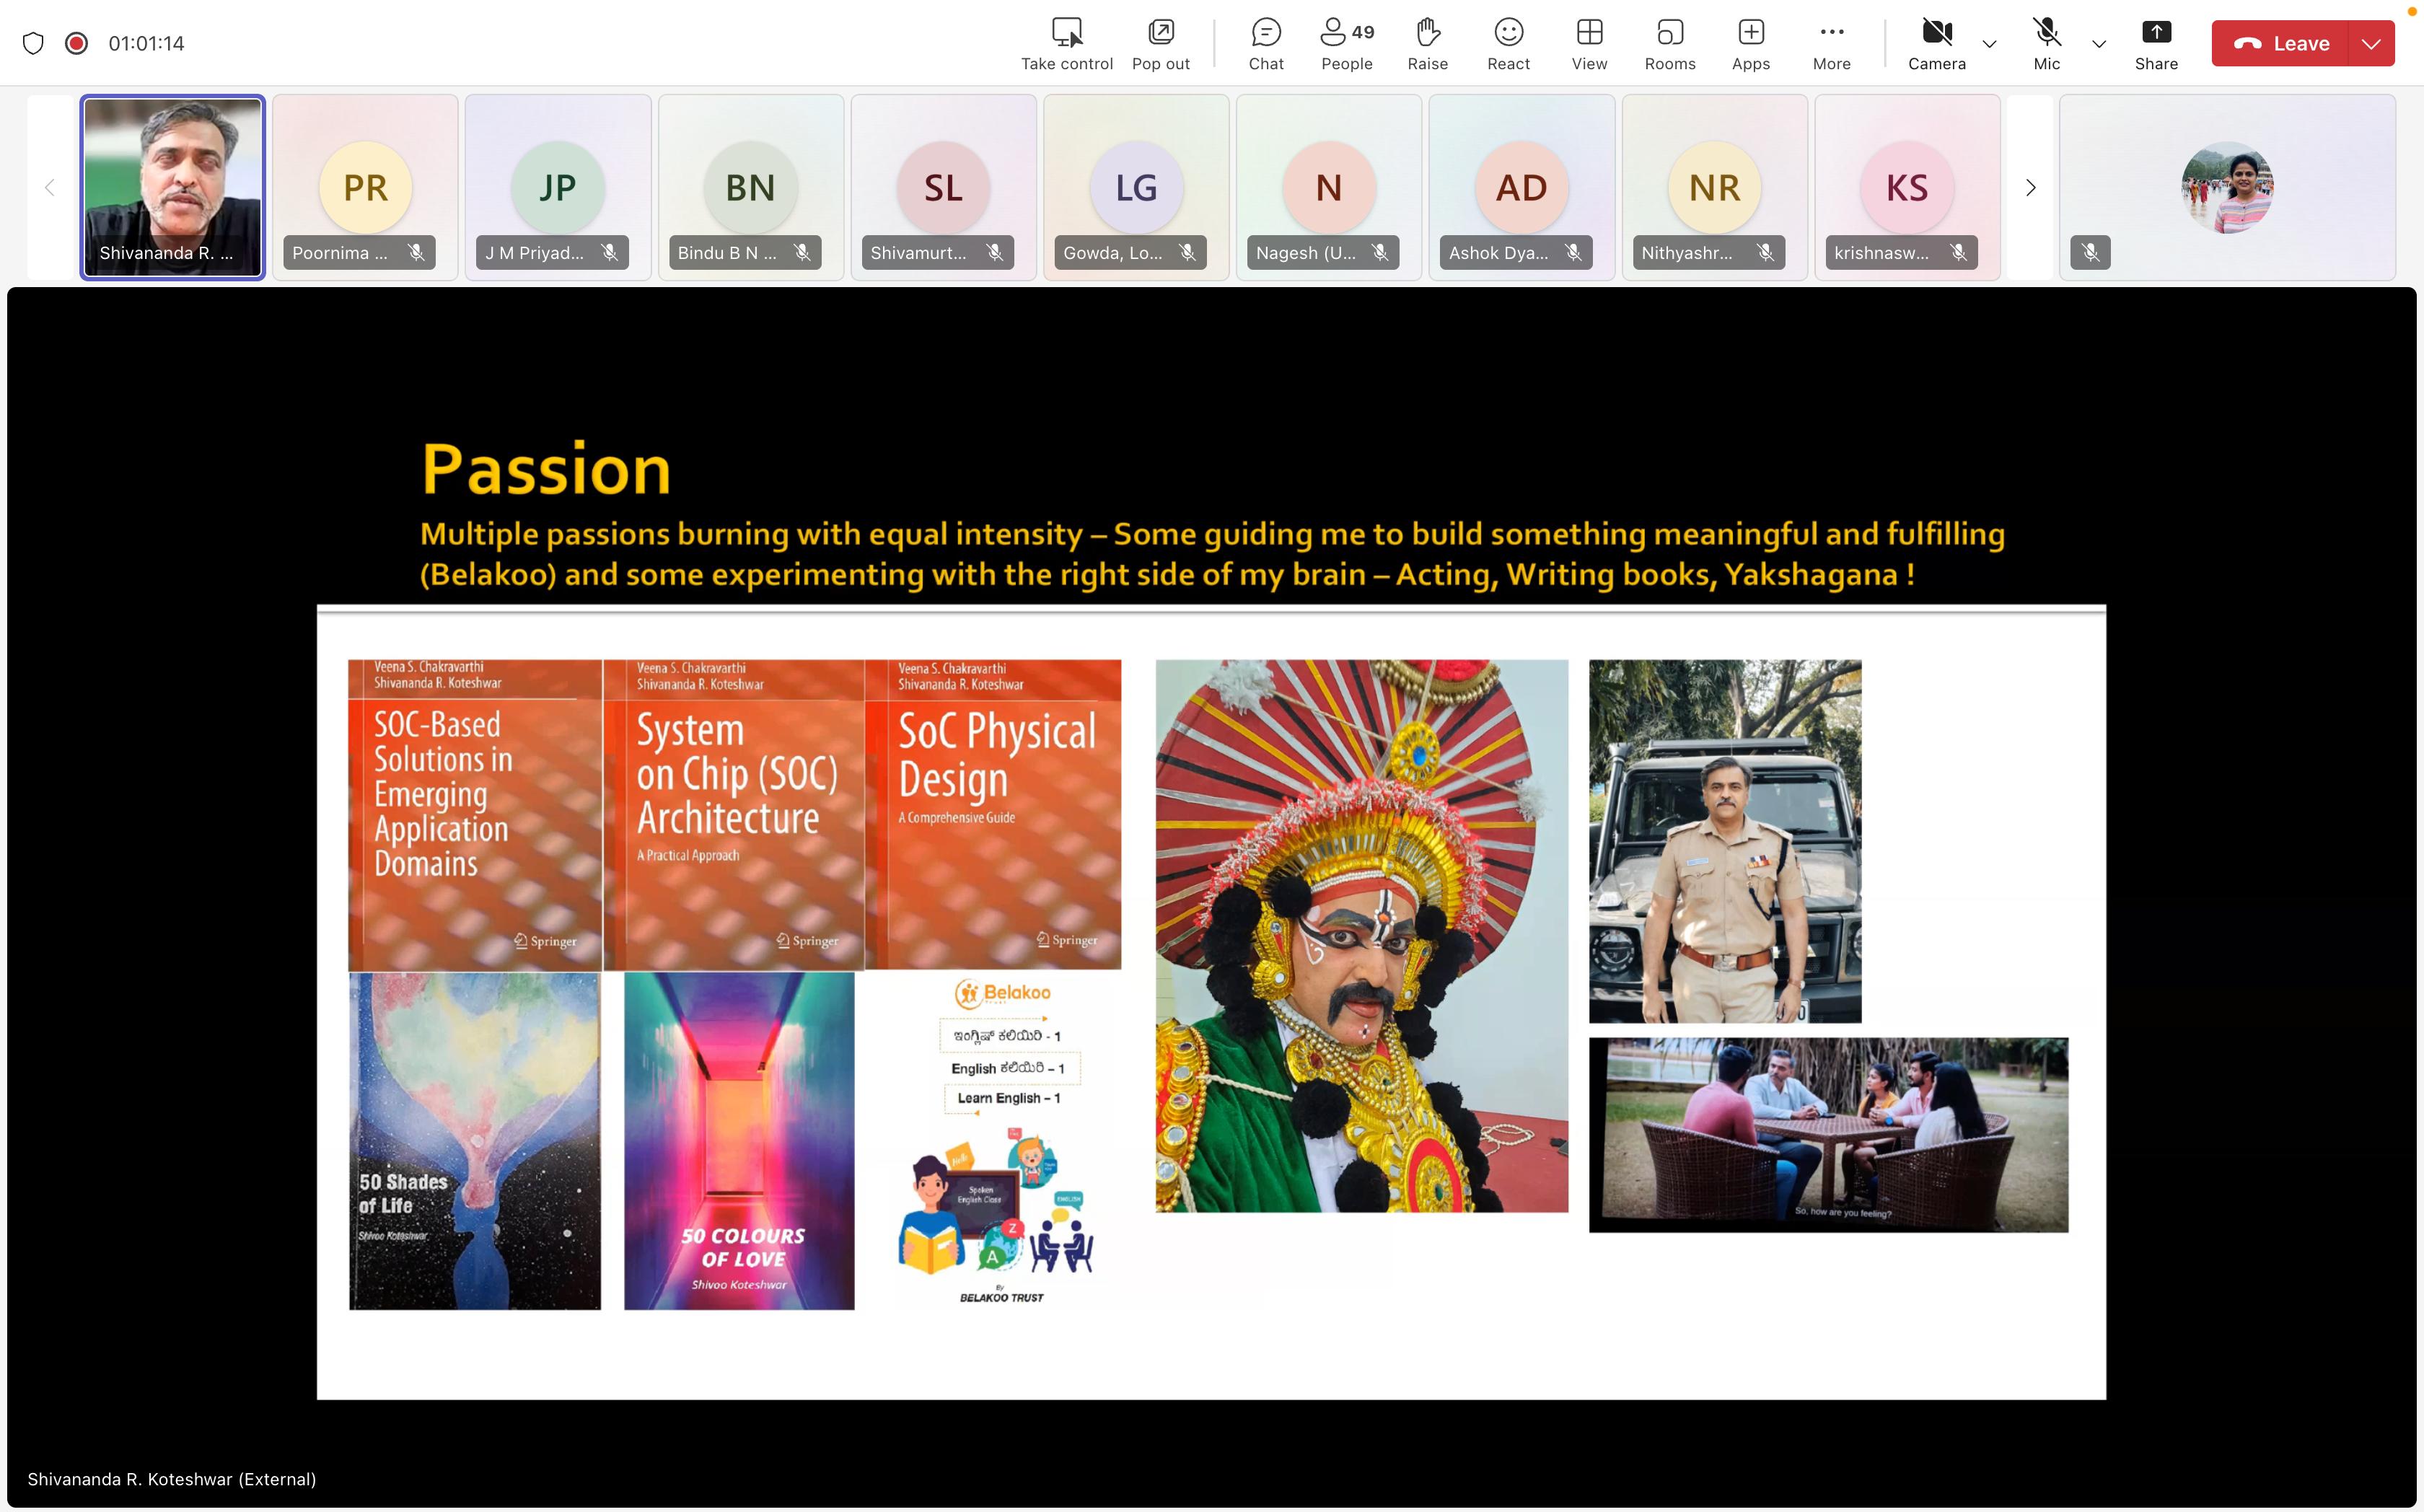 01:01:14
Take control
Pop out
Chat
49
People
Raise
React
View
Rooms
Apps
More
Camera
Mic
Share
Leave
Shivananda R. ...
PR
Poornima ...
JP
J M Priyad...
BN
Bindu B N ...
SL
Shivamurt...
LG
Gowda, Lo...
N
Nagesh (U...
AD
Ashok Dya...
NR
Nithyashr...
KS
krishnasw...
Passion
Multiple passions burning with equal intensity – Some guiding me to build something meaningful and fulfilling
(Belakoo) and some experimenting with the right side of my brain – Acting, Writing books, Yakshagana !
Veena S. Chakravarthi
Shivananda R. Koteshwar
SOC-Based
Solutions in
Emerging
Application
Domains
Springer
Veena S. Chakravarthi
Shivananda R. Koteshwar
System
on Chip (SOC)
Architecture
A Practical Approach
Springer
Veena S. Chakravarthi
Shivananda R. Koteshwar
SoC Physical
Design
A Comprehensive Guide
Springer
50 Shades
of Life
Shivoo Koteshwar
50 COLOURS
OF LOVE
Shivoo Koteshwar
Belakoo
ಇಂಗ್ಲಿಷ್ ಕಲಿಯಿರಿ - 1
English ಕಲಿಯಿರಿ – 1
Learn English – 1
Hello
Spoken
English Class
ENGLISH
Z
A
By
BELAKOO TRUST
So, how are you feeling?
Shivananda R. Koteshwar (External)